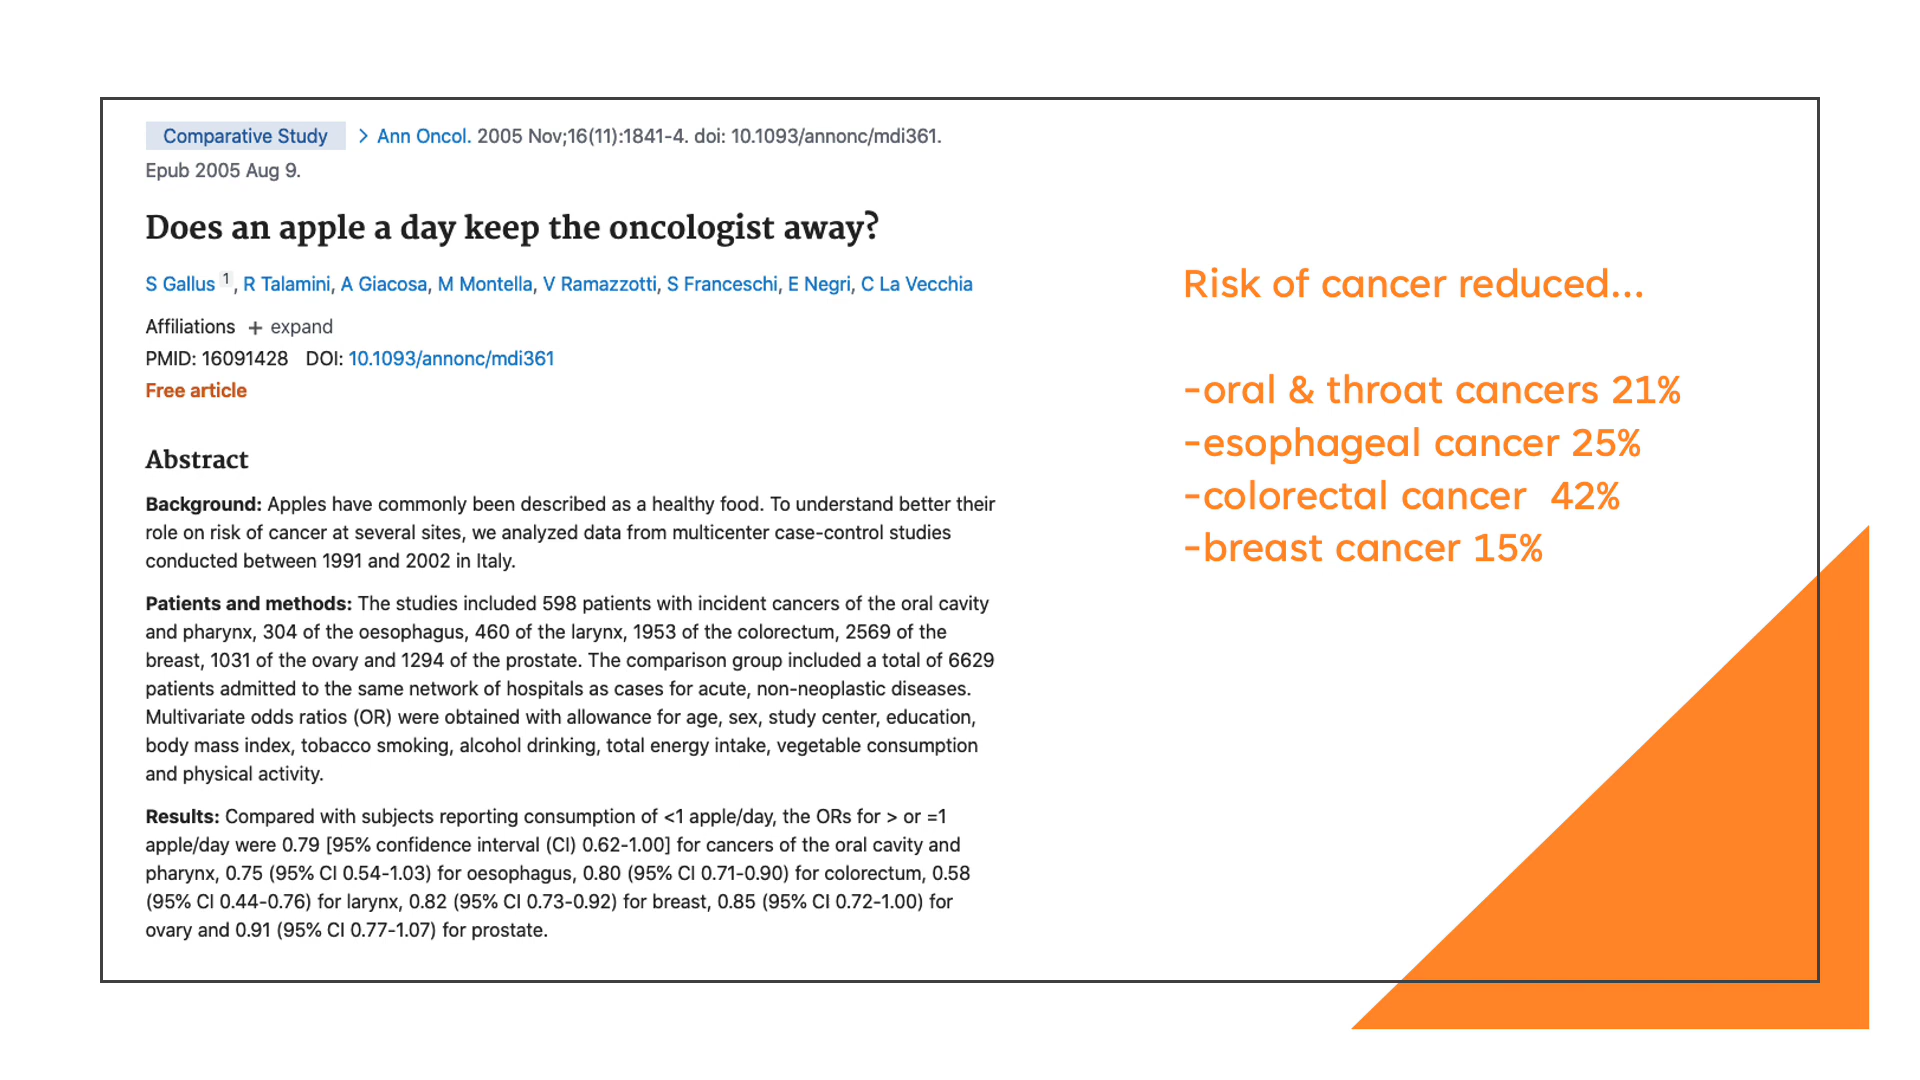 Comparative Study > Ann Oncol. 2005 Nov;16(11):1841-4. doi: 10.1093/annonc/mdi361.
Epub 2005 Aug 9.
Does an apple a day keep the oncologist away?
S Gallus 1, R Talamini, A Giacosa, M Montella, V Ramazzotti, S Franceschi, E Negri, C La Vecchia
Affiliations + expand
PMID: 16091428 DOI: 10.1093/annonc/mdi361
Free article
Abstract
Background: Apples have commonly been described as a healthy food. To understand better their
role on risk of cancer at several sites, we analyzed data from multicenter case-control studies
conducted between 1991 and 2002 in Italy.
Patients and methods: The studies included 598 patients with incident cancers of the oral cavity
and pharynx, 304 of the oesophagus, 460 of the larynx, 1953 of the colorectum, 2569 of the
breast, 1031 of the ovary and 1294 of the prostate. The comparison group included a total of 6629
patients admitted to the same network of hospitals as cases for acute, non-neoplastic diseases.
Multivariate odds ratios (OR) were obtained with allowance for age, sex, study center, education,
body mass index, tobacco smoking, alcohol drinking, total energy intake, vegetable consumption
and physical activity.
Results: Compared with subjects reporting consumption of <1 apple/day, the ORs for > or =1
apple/day were 0.79 [95% confidence interval (CI) 0.62-1.00] for cancers of the oral cavity and
pharynx, 0.75 (95% CI 0.54-1.03) for oesophagus, 0.80 (95% CI 0.71-0.90) for colorectum, 0.58
(95% CI 0.44-0.76) for larynx, 0.82 (95% CI 0.73-0.92) for breast, 0.85 (95% CI 0.72-1.00) for
ovary and 0.91 (95% CI 0.77-1.07) for prostate.
Risk of cancer reduced...
-oral & throat cancers 21%
-esophageal cancer 25%
-colorectal cancer 42%
-breast cancer 15%